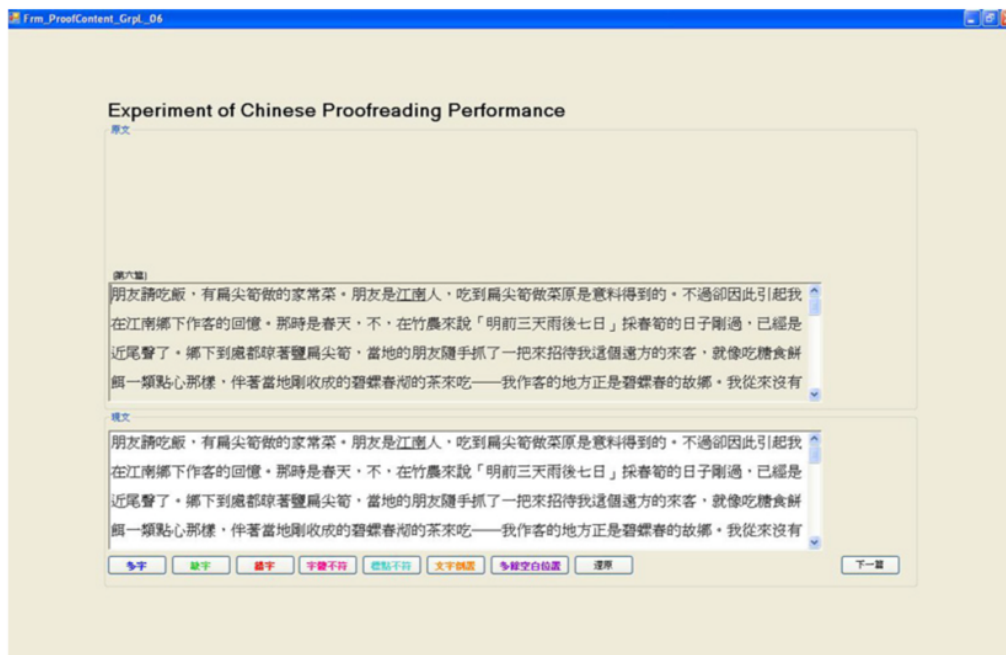 Frm_ProofContent_GrpL_06
Experiment of Chinese Proofreading Performance
原文
(第六篇)
朋友請吃飯，有扁尖筍做的家常菜。朋友是江南人，吃到扁尖筍做菜原是意料得到的。不過卻因此引起我
在江南鄉下作客的回憶。那時是春天，不，在竹農來說「明前三天雨後七日」採春筍的日子剛過，已經是
近尾聲了。鄉下到處都晾著鹽扁尖筍，當地的朋友隨手抓了一把來招待我這個遠方的來客，就像吃糖食餅
餌一類點心那樣，伴著當地剛收成的碧螺春沏的茶來吃——我作客的地方正是碧螺春的故鄉。我從來沒有
現文
朋友請吃飯，有扁尖筍做的家常菜。朋友是江南人，吃到扁尖筍做菜原是意料得到的。不過卻因此引起我
在江南鄉下作客的回憶。那時是春天，不，在竹農來說「明前三天雨後七日」採春筍的日子剛過，已經是
近尾聲了。鄉下到處都晾著鹽扁尖筍，當地的朋友隨手抓了一把來招待我這個遠方的來客，就像吃糖食餅
餌一類點心那樣，伴著當地剛收成的碧螺春沏的茶來吃——我作客的地方正是碧螺春的故鄉。我從來沒有
多字 缺字 錯字 字體不符 標點不符 文字倒置 多餘空白位置 還原 下一篇